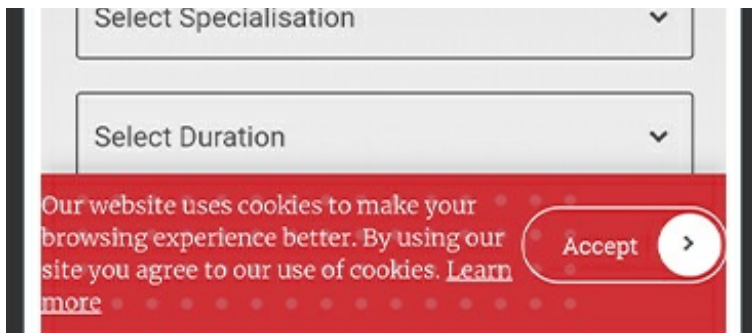 Select Specialisation
Select Duration
Our website uses cookies to make your
browsing experience better. By using our
site you agree to our use of cookies. Learn
more
Accept